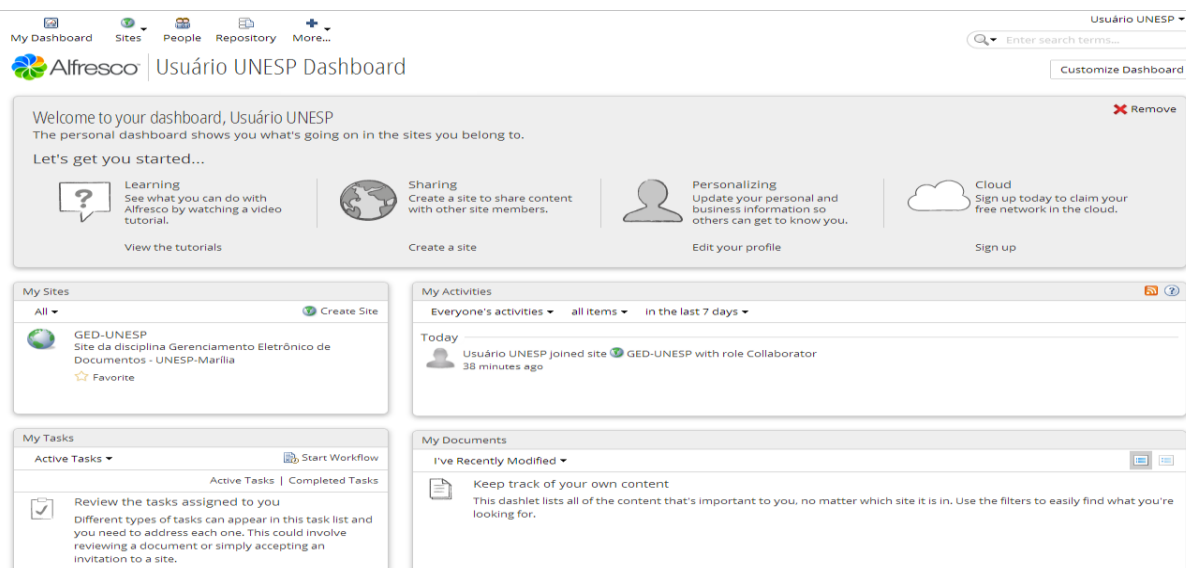 Usuário UNESP
My Dashboard Sites People Repository More...
Enter search terms...
Alfresco Usuário UNESP Dashboard
Customize Dashboard
Welcome to your dashboard, Usuário UNESP
Remove
The personal dashboard shows you what's going on in the sites you belong to.
Let's get you started...
Learning
See what you can do with
Alfresco by watching a video
tutorial.
View the tutorials
Sharing
Create a site to share content
with other site members.
Create a site
Personalizing
Update your personal and
business information so
others can get to know you.
Edit your profile
Cloud
Sign up today to claim your
free network in the cloud.
Sign up
My Sites
All Create Site
GED-UNESP
Site da disciplina Gerenciamento Eletrônico de
Documentos - UNESP-Marília
Favorite
My Activities
Everyone's activities all items in the last 7 days
Today
Usuário UNESP joined site GED-UNESP with role Collaborator
38 minutes ago
My Tasks
Active Tasks Start Workflow
Active Tasks | Completed Tasks
Review the tasks assigned to you
Different types of tasks can appear in this task list and
you need to address each one. This could involve
reviewing a document or simply accepting an
invitation to a site.
My Documents
I've Recently Modified
Keep track of your own content
This dashlet lists all of the content that's important to you, no matter which site it is in. Use the filters to easily find what you're
looking for.